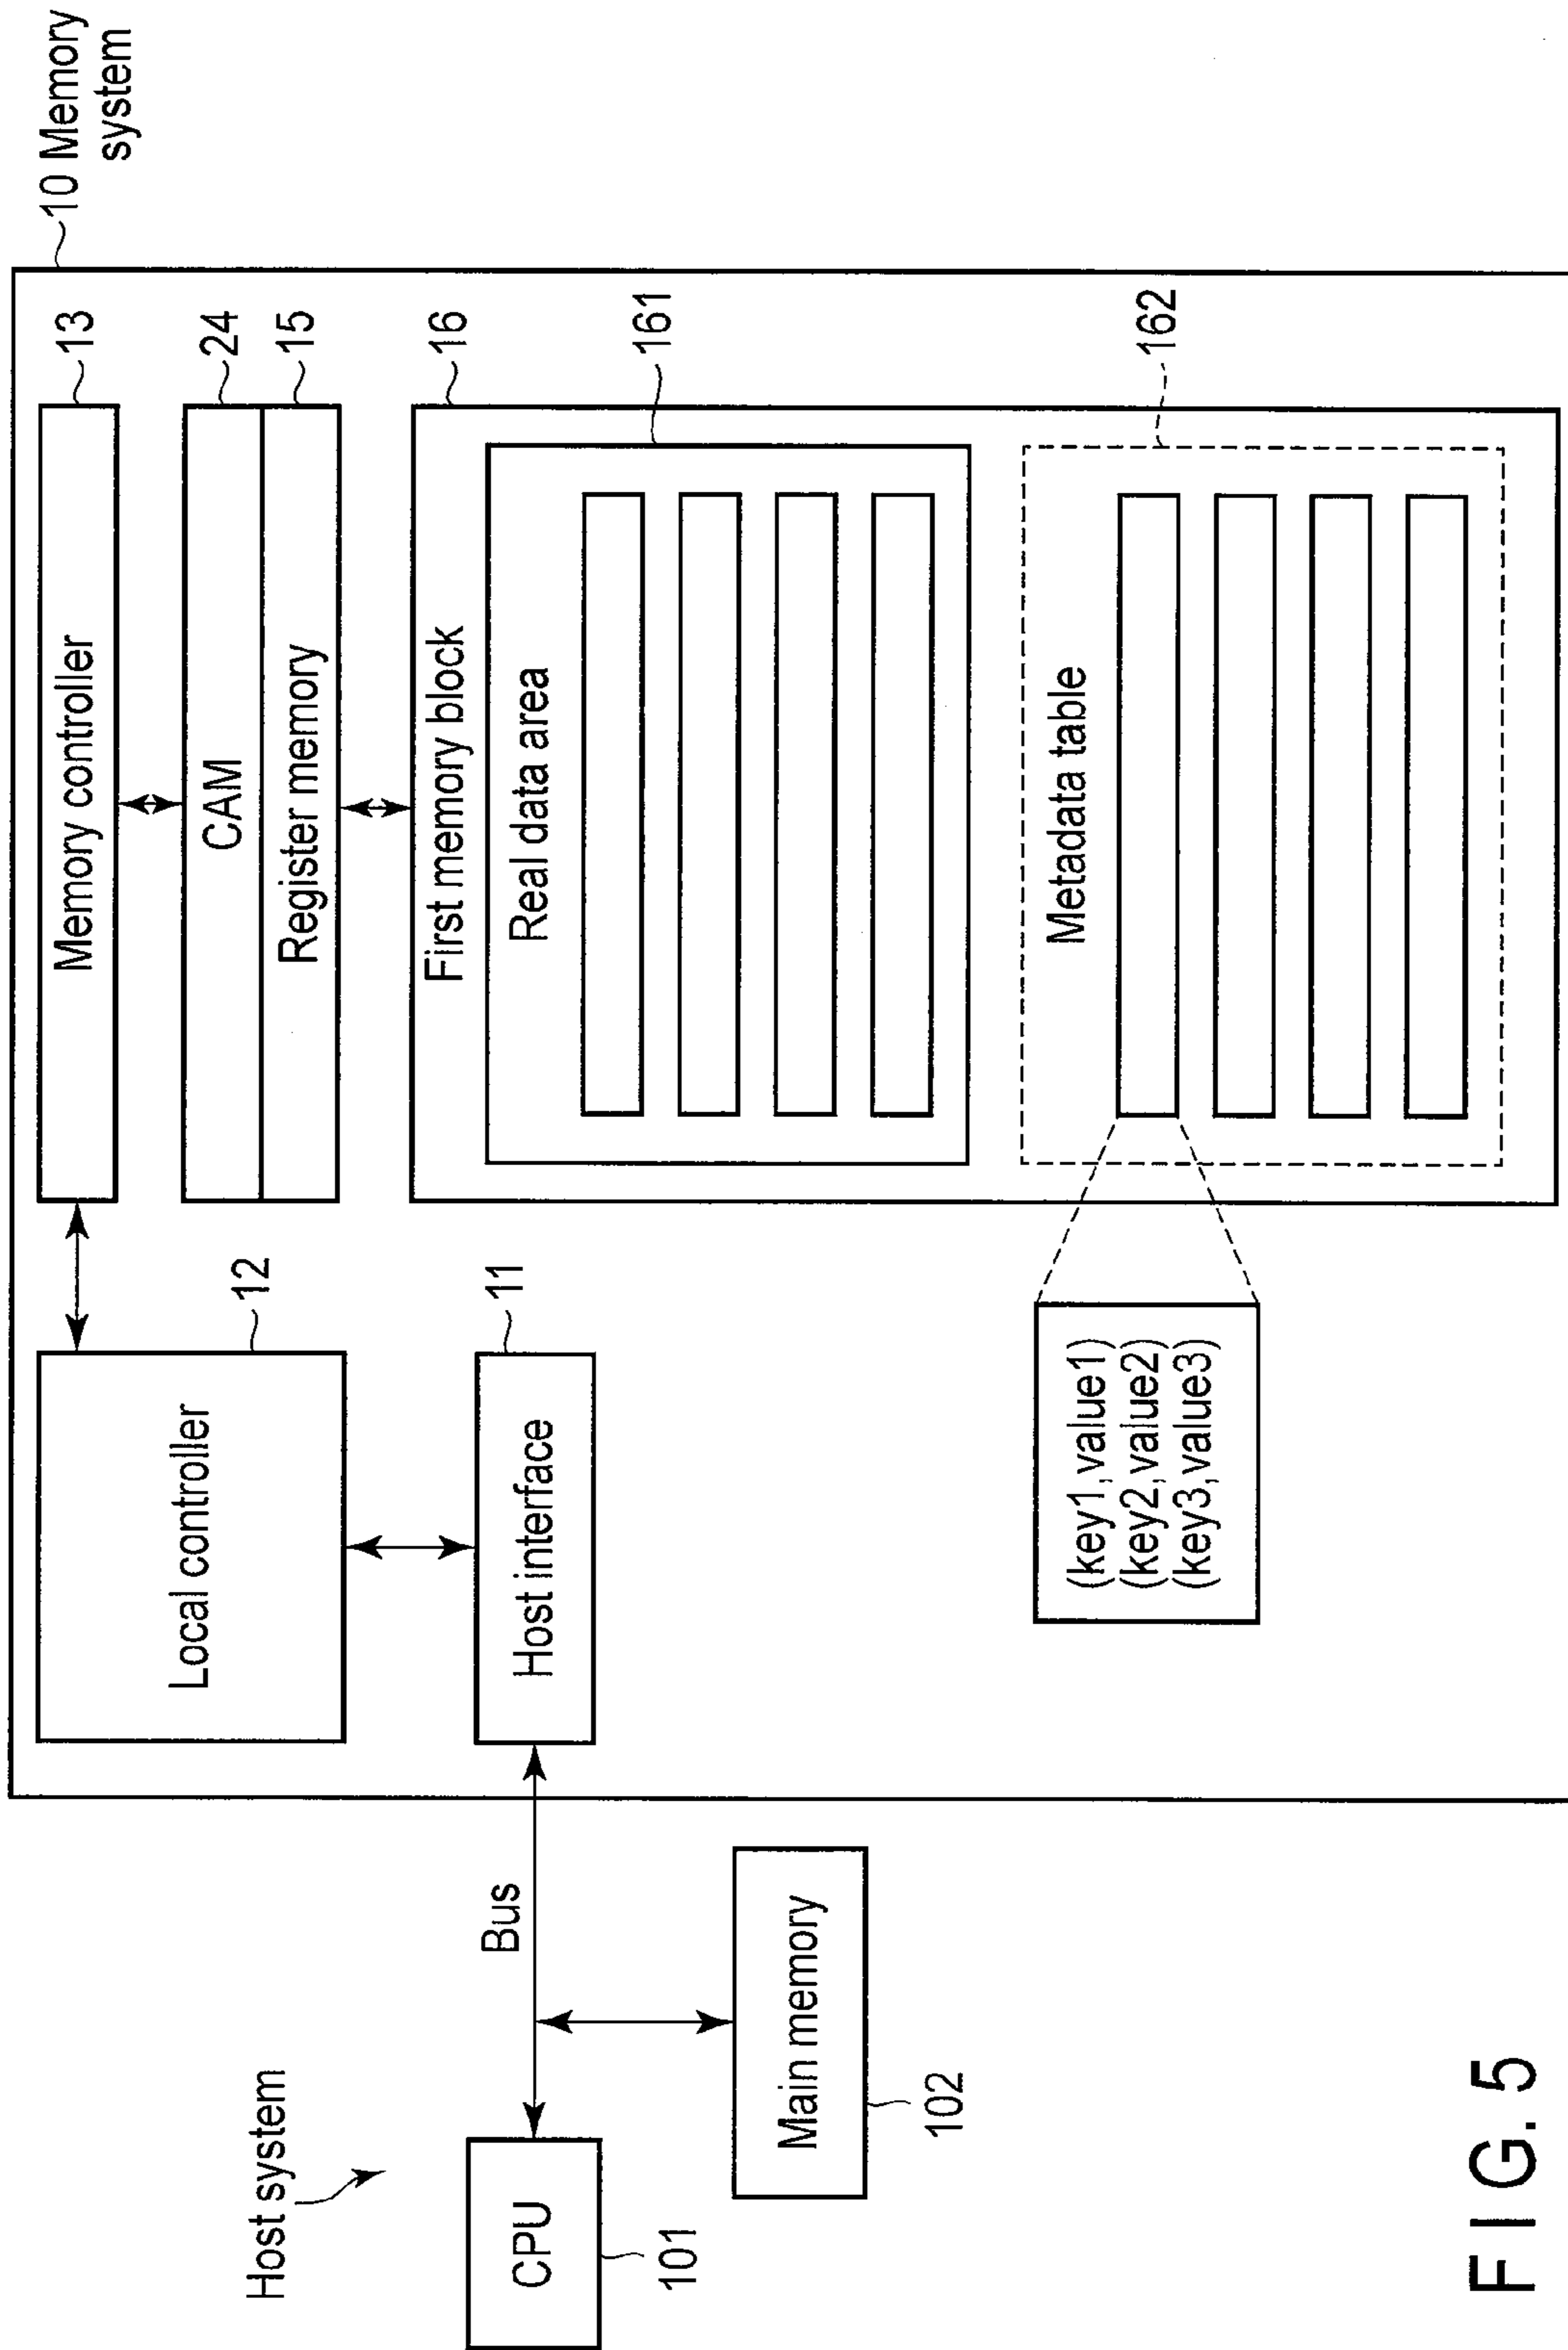 10 Memory
system
Host system
CPU
101
Bus
Main memory
102
Local controller
12
Host interface
11
Memory controller
13
CAM
24
Register memory
15
First memory block
16
Real data area
161
Metadata table
162
(key1,value1)
(key2,value2)
(key3,value3)
FIG. 5